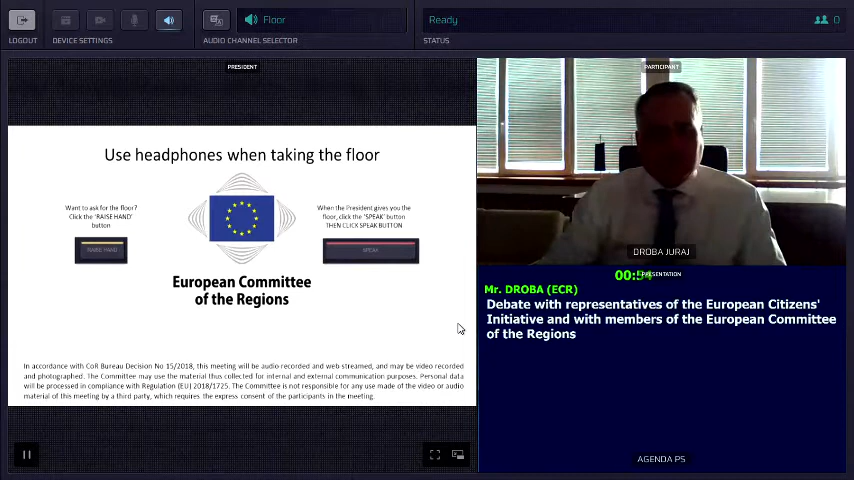 Floor
Ready
0
LOGOUT
DEVICE SETTINGS
AUDIO CHANNEL SELECTOR
STATUS
PRESIDENT
Use headphones when taking the floor
Want to ask for the floor?
Click the 'RAISE HAND'
button
RAISE HAND
When the President gives you the
floor, click the 'SPEAK' button
THEN CLICK SPEAK BUTTON
SPEAK
European Committee
of the Regions
In accordance with CoR Bureau Decision No 15/2018, this meeting will be audio recorded and web streamed, and may be video recorded
and photographed. The Committee may use the material thus collected for internal and external communication purposes. Personal data
will be processed in compliance with Regulation (EU) 2018/1725. The Committee is not responsible for any use made of the video or audio
material of this meeting by a third party, which requires the express consent of the participants in the meeting.
PARTICIPANT
DROBA JURAJ
PRESENTATION
Mr. DROBA (ECR)
Debate with representatives of the European Citizens'
Initiative and with members of the European Committee
of the Regions
AGENDA PS